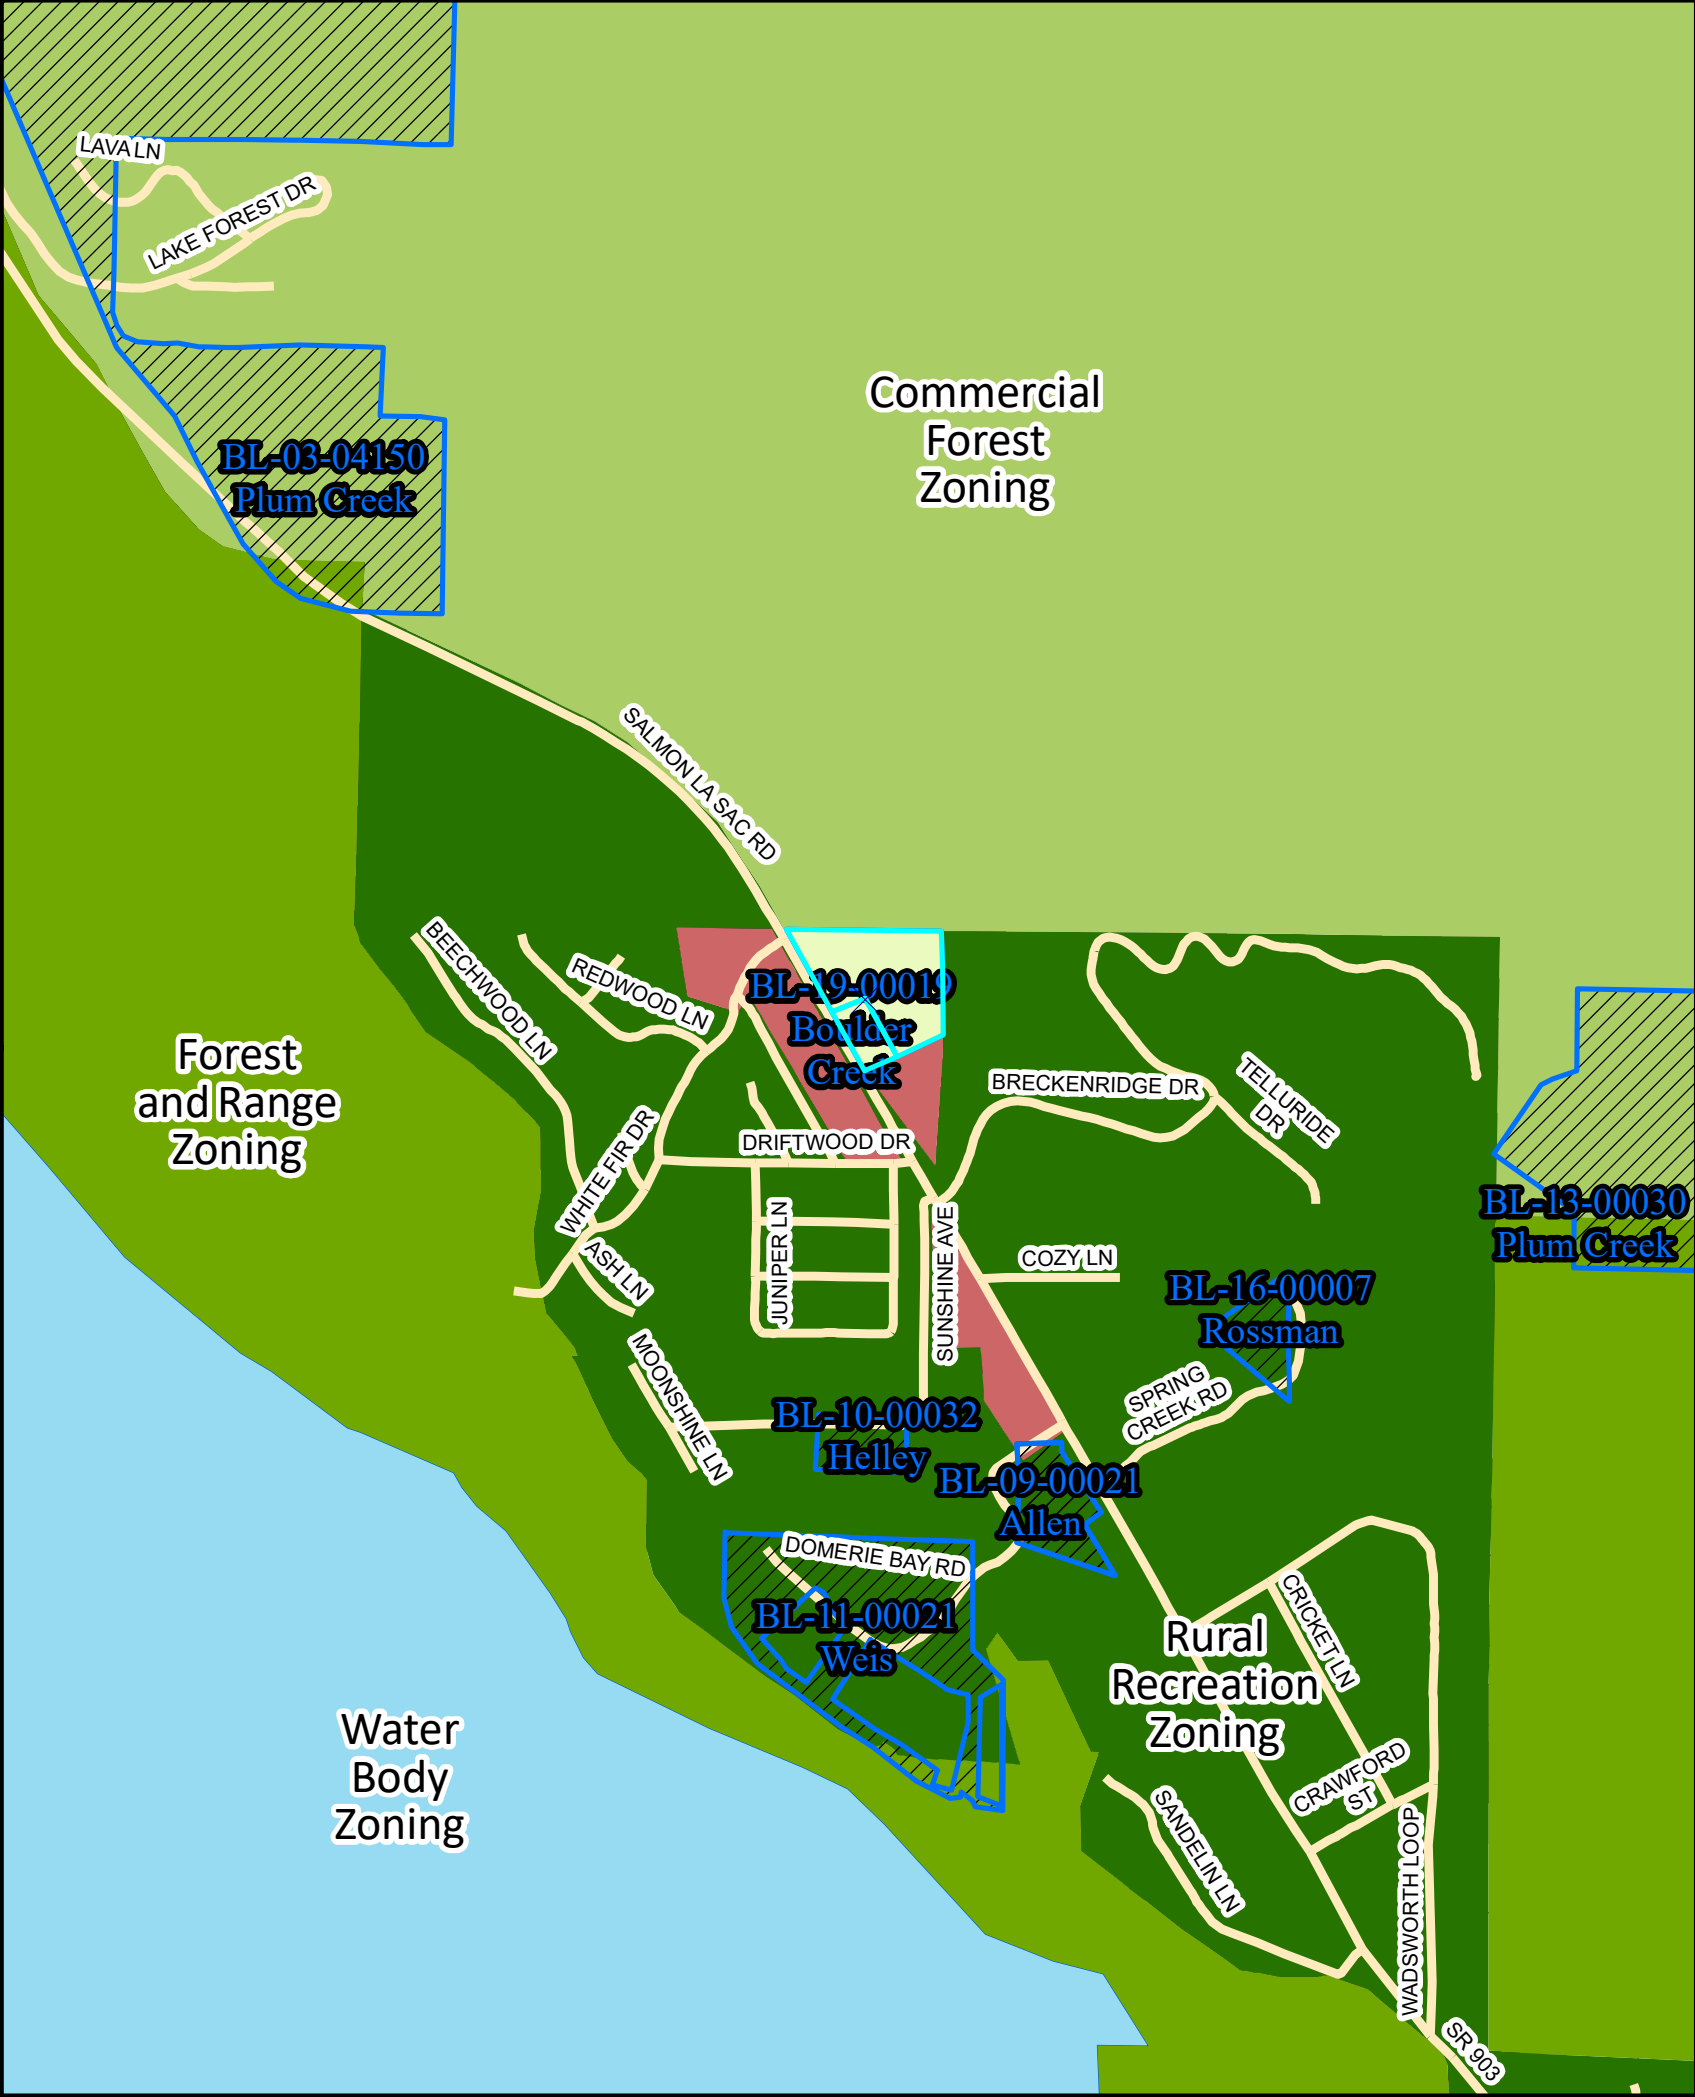 LAVA LN
LAKE FOREST DR
Commercial
Forest
Zoning
BL-03-04150
Plum Creek
SALMON LA SAC RD
BEECHWOOD LN
REDWOOD LN
BL-19-00019
Boulder
Creek
Forest
and Range
Zoning
BRECKENRIDGE DR
TELLURIDE
DR
WHITE FIR DR
DRIFTWOOD DR
BL-13-00030
Plum Creek
JUNIPER LN
SUNSHINE AVE
COZY LN
ASH LN
BL-16-00007
Rossman
MOONSHINE LN
SPRING
CREEK RD
BL-10-00032
Helley
BL-09-00021
Allen
DOMERIE BAY RD
BL-11-00021
Weis
CRICKET LN
Rural
Recreation
Zoning
Water
Body
Zoning
CRAWFORD
ST
SANDELIN LN
WADSWORTH LOOP
SR 903